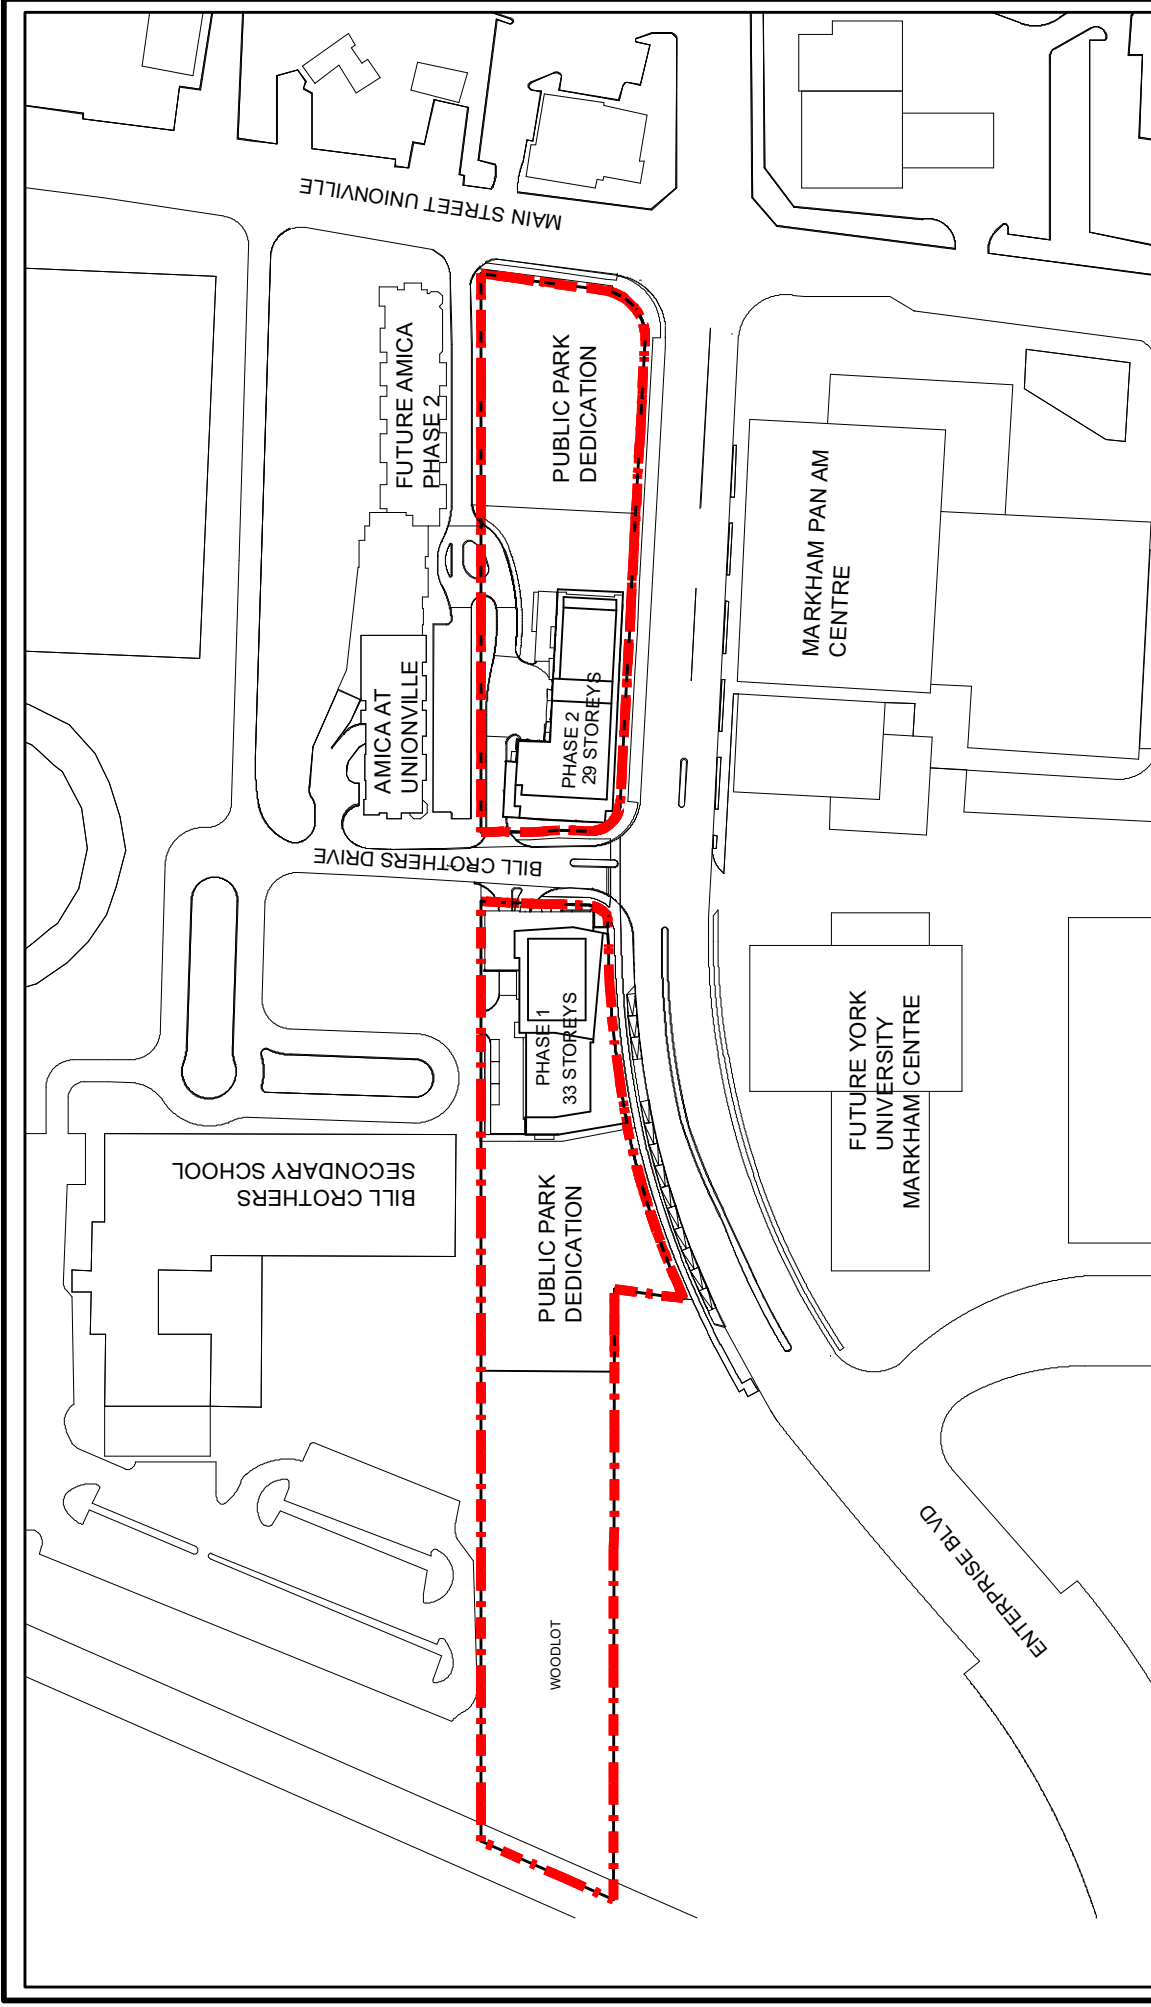 MAIN STREET UNIONVILLE
FUTURE AMICA
PHASE 2
PUBLIC PARK
DEDICATION
AMICA AT
UNIONVILLE
PHASE 2
29 STOREYS
MARKHAM PAN AM
CENTRE
BILL CROTHERS DRIVE
PHASE 1
33 STOREYS
FUTURE YORK
UNIVERSITY
MARKHAM CENTRE
BILL CROTHERS
SECONDARY SCHOOL
PUBLIC PARK
DEDICATION
WOODLOT
ENTERPRISE BLVD